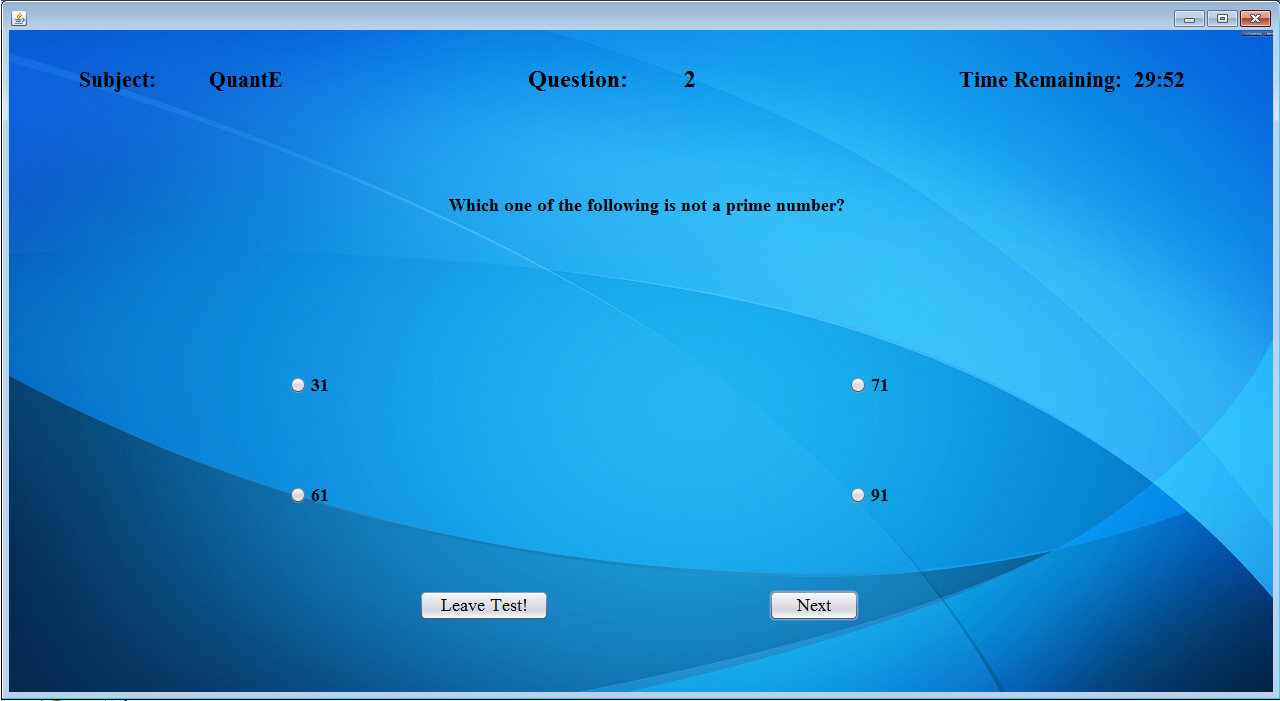 Subject: QuantE Question: 2 Time Remaining: 29:52
Which one of the following is not a prime number?
31 71
61 91
Leave Test! Next